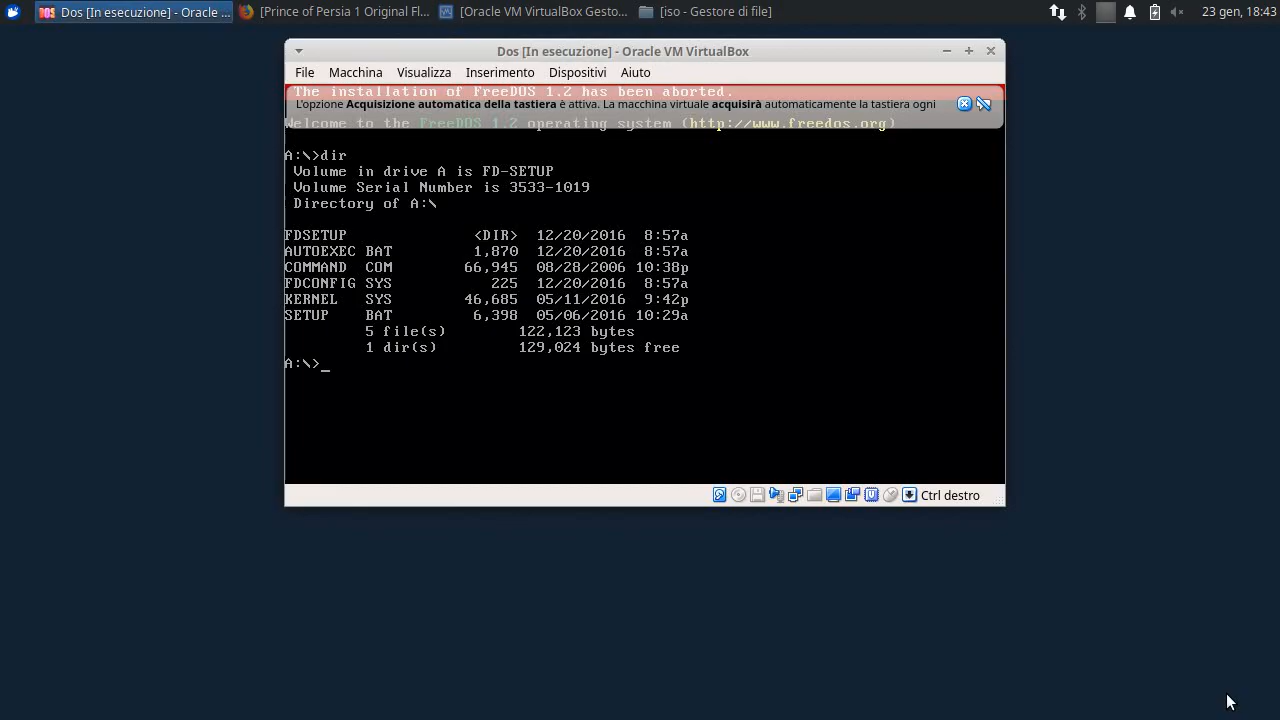 Dos [In esecuzione] - Oracle ...
[Prince of Persia 1 Original Fl...
[Oracle VM VirtualBox Gesto...
[iso - Gestore di file]
23 gen, 18:43
Dos [In esecuzione] - Oracle VM VirtualBox
File Macchina Visualizza Inserimento Dispositivi Aiuto
The installation of FreeDOS 1.2 has been aborted.
L'opzione Acquisizione automatica della tastiera è attiva. La macchina virtuale acquisirà automaticamente la tastiera ogni
Welcome to the FreeDOS 1.2 operating system (http://www.freedos.org)
A:\>dir
Volume in drive A is FD-SETUP
Volume Serial Number is 3533-1019
Directory of A:\
FDSETUP <DIR> 12/20/2016 8:57a
AUTOEXEC BAT 1,870 12/20/2016 8:57a
COMMAND COM 66,945 08/28/2006 10:38p
FDCONFIG SYS 225 12/20/2016 8:57a
KERNEL SYS 46,685 05/11/2016 9:42p
SETUP BAT 6,398 05/06/2016 10:29a
5 file(s) 122,123 bytes
1 dir(s) 129,024 bytes free
A:\>_
Ctrl destro